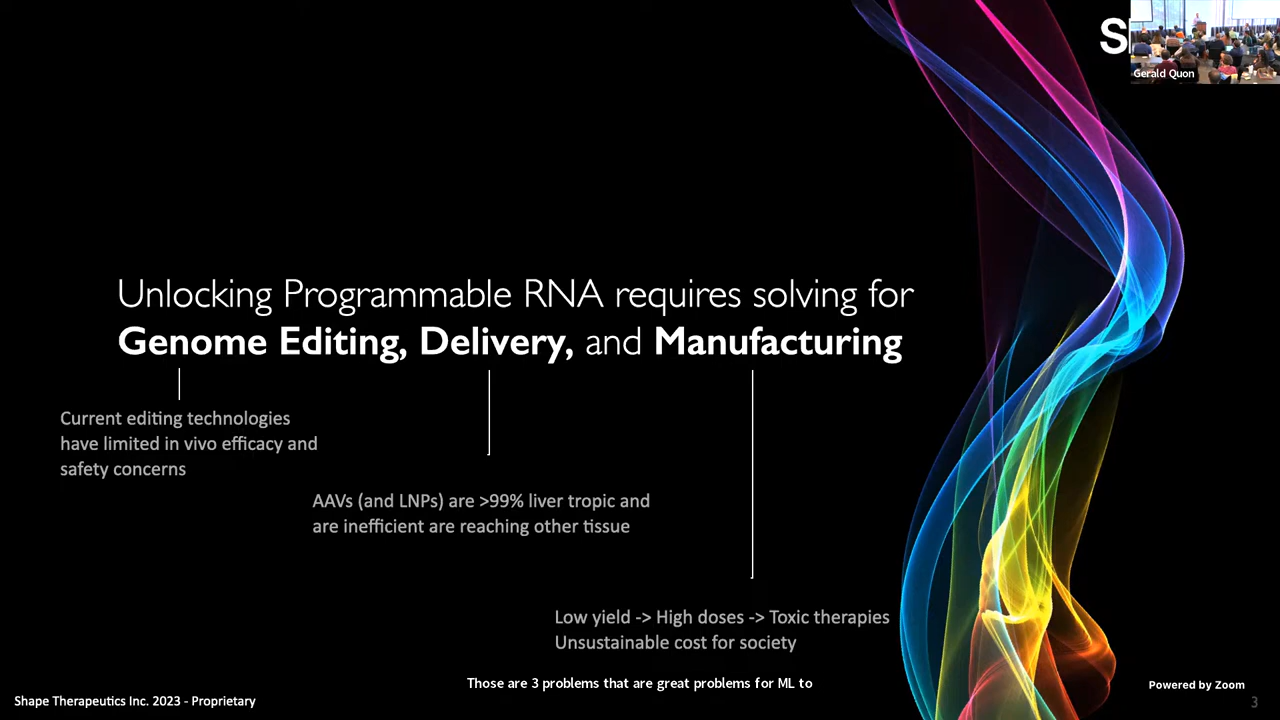 Gerald Quon
Unlocking Programmable RNA requires solving for
Genome Editing, Delivery, and Manufacturing
Current editing technologies
have limited in vivo efficacy and
safety concerns
AAVs (and LNPs) are >99% liver tropic and
are inefficient are reaching other tissue
Low yield -> High doses -> Toxic therapies
Unsustainable cost for society
Those are 3 problems that are great problems for ML to
Powered by Zoom
Shape Therapeutics Inc. 2023 - Proprietary
3